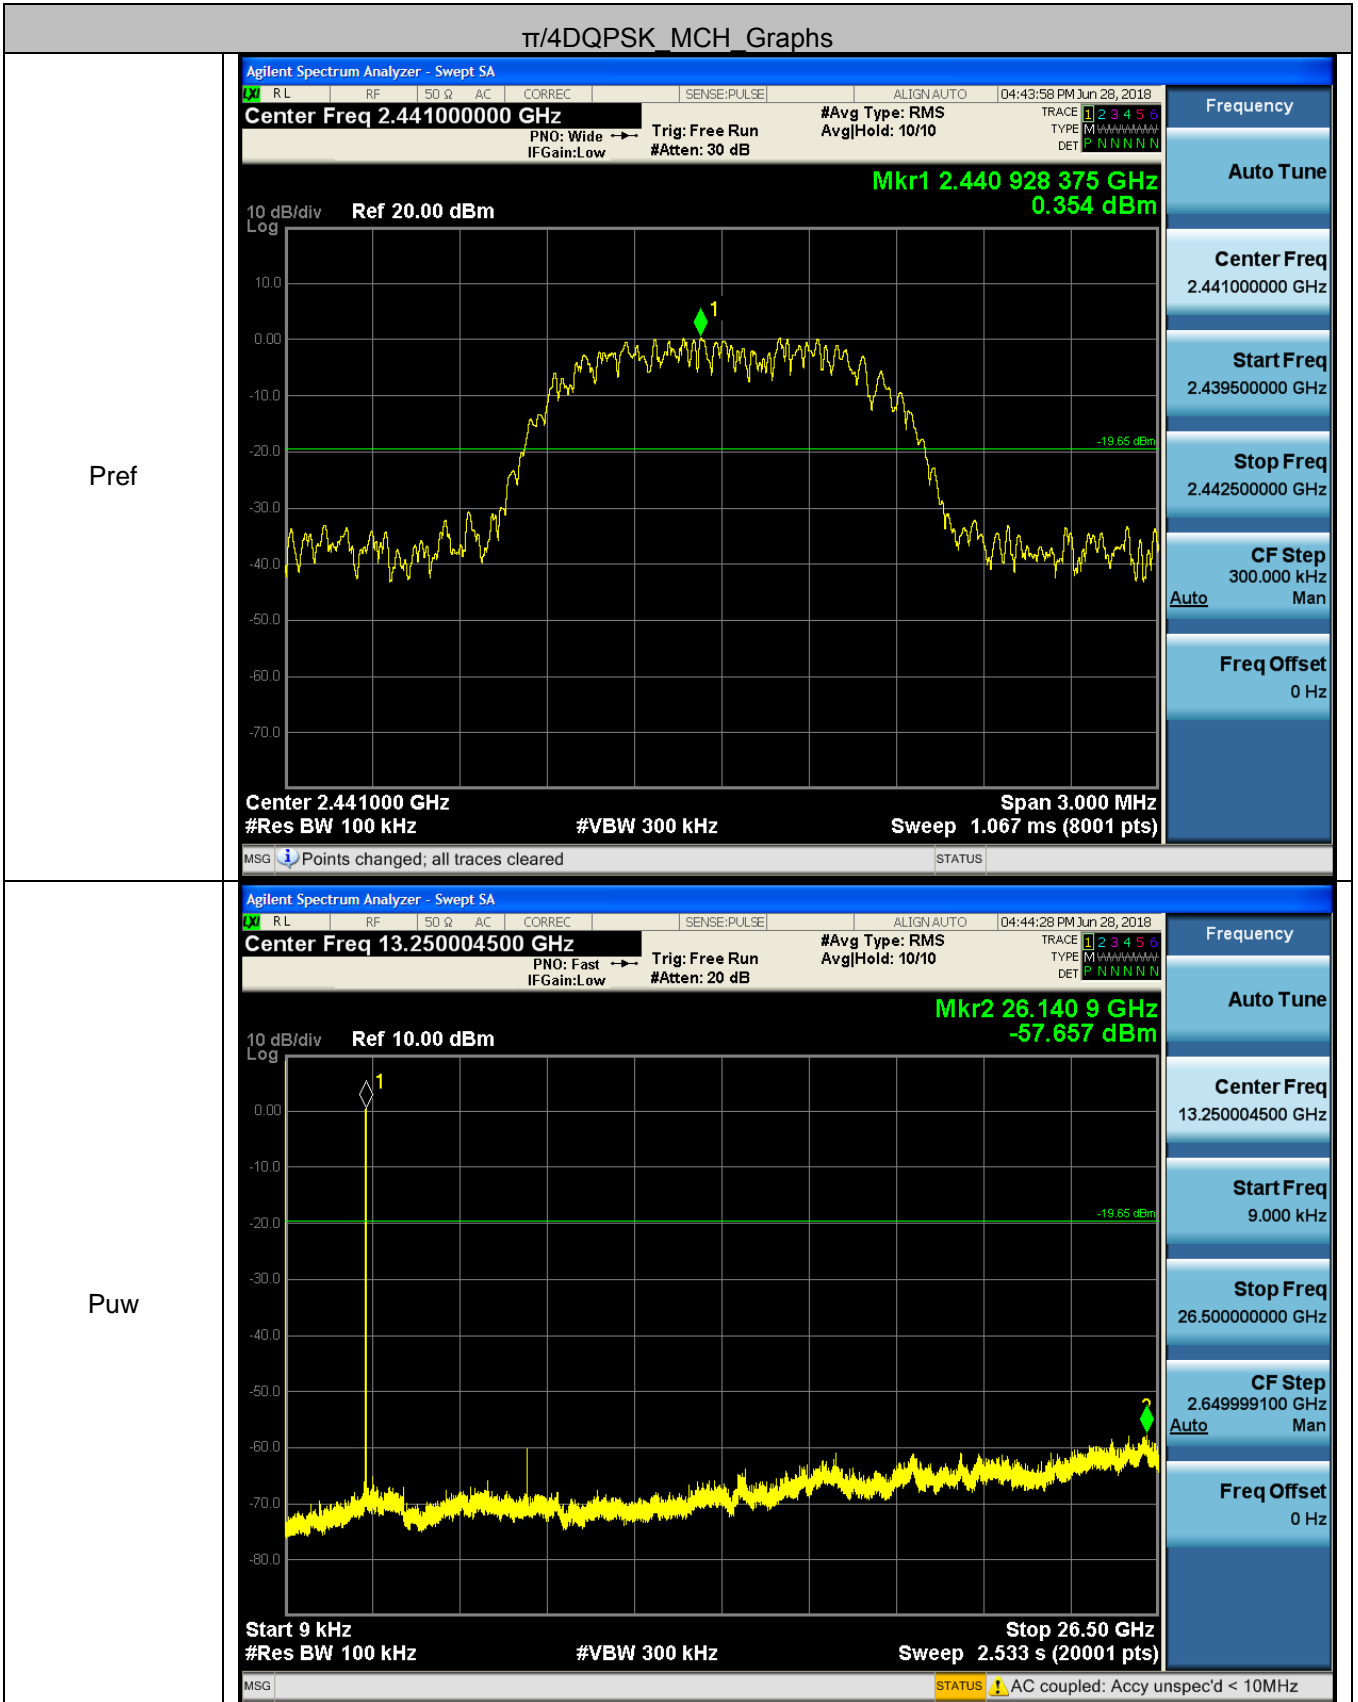 π/4DQPSK_MCH_Graphs
Pref
Agilent Spectrum Analyzer - Swept SA
LXI RL RF 50 Ω AC CORREC SENSE:PULSE ALIGN AUTO 04:43:58 PM Jun 28, 2018
Center Freq 2.441000000 GHz
#Avg Type: RMS
TRACE 1 2 3 4 5 6
PNO: Wide
Trig: Free Run
Avg|Hold: 10/10
TYPE M WWWWW
IFGain:Low
#Atten: 30 dB
DET P N N N N N
Mkr1 2.440 928 375 GHz
0.354 dBm
10 dB/div
Log
Ref 20.00 dBm
1
10.0
0.00
-10.0
-20.0
-19.65 dBm
-30.0
-40.0
-50.0
-60.0
-70.0
Center 2.441000 GHz
Span 3.000 MHz
#Res BW 100 kHz
#VBW 300 kHz
Sweep 1.067 ms (8001 pts)
MSG Points changed; all traces cleared
STATUS
Frequency
Auto Tune
Center Freq
2.441000000 GHz
Start Freq
2.439500000 GHz
Stop Freq
2.442500000 GHz
CF Step
300.000 kHz
Auto Man
Freq Offset
0 Hz
Puw
Agilent Spectrum Analyzer - Swept SA
LXI RL RF 50 Ω AC CORREC SENSE:PULSE ALIGN AUTO 04:44:28 PM Jun 28, 2018
Center Freq 13.250004500 GHz
#Avg Type: RMS
TRACE 1 2 3 4 5 6
PNO: Fast
Trig: Free Run
Avg|Hold: 10/10
TYPE M WWWWW
IFGain:Low
#Atten: 20 dB
DET P N N N N N
Mkr2 26.140 9 GHz
-57.657 dBm
10 dB/div
Log
Ref 10.00 dBm
1
0.00
-10.0
-20.0
-19.65 dBm
-30.0
-40.0
-50.0
2
-60.0
-70.0
-80.0
Start 9 kHz
Stop 26.50 GHz
#Res BW 100 kHz
#VBW 300 kHz
Sweep 2.533 s (20001 pts)
MSG
STATUS AC coupled: Accy unspec'd < 10MHz
Frequency
Auto Tune
Center Freq
13.250004500 GHz
Start Freq
9.000 kHz
Stop Freq
26.500000000 GHz
CF Step
2.649999100 GHz
Auto Man
Freq Offset
0 Hz